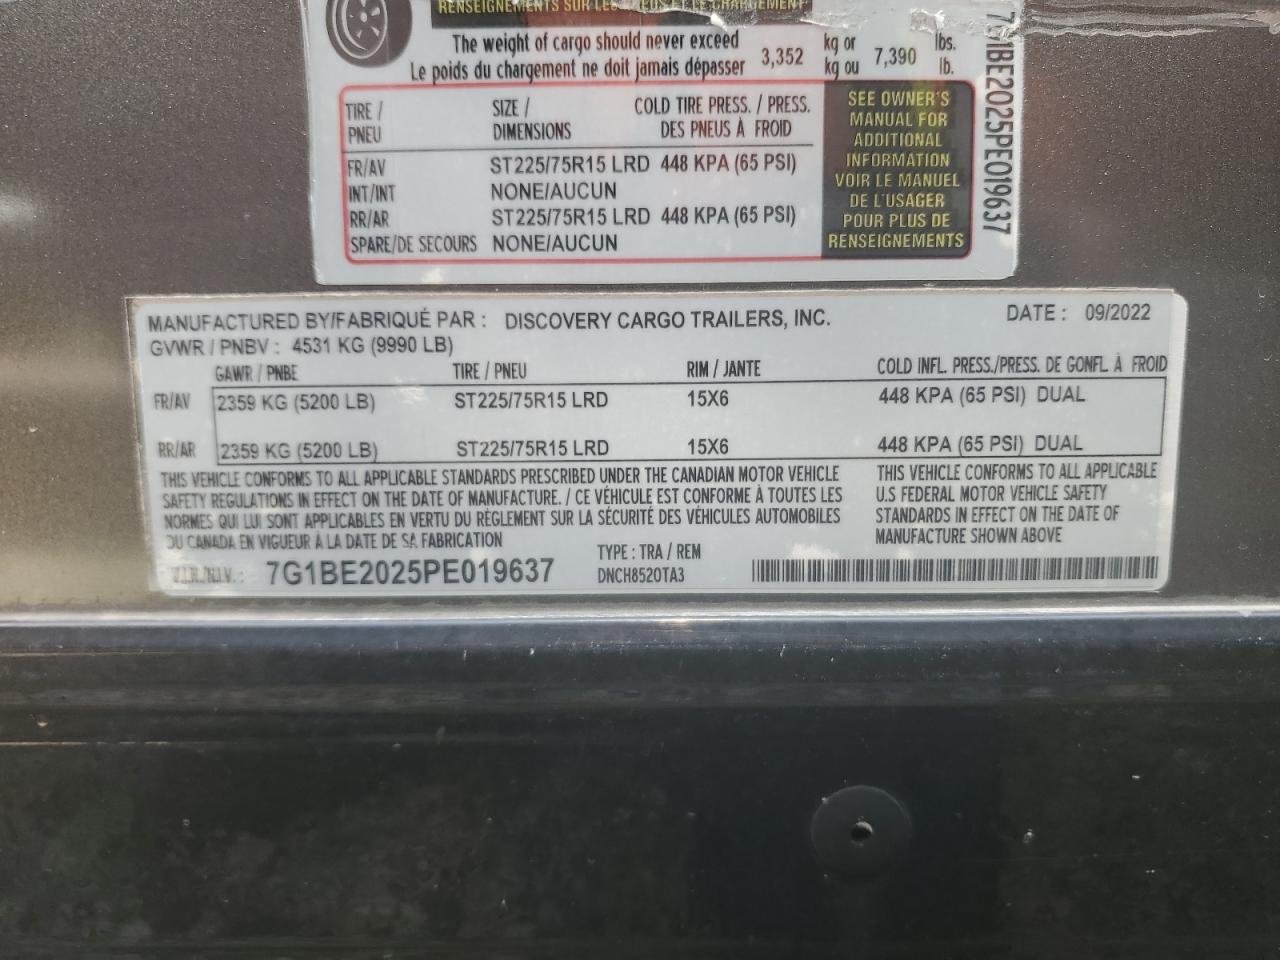 RENSEIGNEMENTS SUR LES PNEUS ET LE CHARGEMENT
The weight of cargo should never exceed 3,352 kg or 7,390 lbs.
Le poids du chargement ne doit jamais dépasser kg ou lb.
TIRE / PNEU SIZE / DIMENSIONS COLD TIRE PRESS. / PRESS. DES PNEUS À FROID
FR/AV ST225/75R15 LRD 448 KPA (65 PSI)
INT/INT NONE/AUCUN
RR/AR ST225/75R15 LRD 448 KPA (65 PSI)
SPARE/DE SECOURS NONE/AUCUN
SEE OWNER'S
MANUAL FOR
ADDITIONAL
INFORMATION
VOIR LE MANUEL
DE L'USAGER
POUR PLUS DE
RENSEIGNEMENTS
7G1BE2025PE019637
MANUFACTURED BY/FABRIQUÉ PAR : DISCOVERY CARGO TRAILERS, INC. DATE : 09/2022
GVWR / PNBV : 4531 KG (9990 LB)
GAWR / PNBE TIRE / PNEU RIM / JANTE COLD INFL. PRESS./PRESS. DE GONFL À FROID
FR/AV 2359 KG (5200 LB) ST225/75R15 LRD 15X6 448 KPA (65 PSI) DUAL
RR/AR 2359 KG (5200 LB) ST225/75R15 LRD 15X6 448 KPA (65 PSI) DUAL
THIS VEHICLE CONFORMS TO ALL APPLICABLE STANDARDS PRESCRIBED UNDER THE CANADIAN MOTOR VEHICLE
SAFETY REGULATIONS IN EFFECT ON THE DATE OF MANUFACTURE. / CE VÉHICULE EST CONFORME À TOUTES LES
NORMES QUI LUI SONT APPLICABLES EN VERTU DU RÈGLEMENT SUR LA SÉCURITÉ DES VÉHICULES AUTOMOBILES
DU CANADA EN VIGUEUR À LA DATE DE SA FABRICATION
THIS VEHICLE CONFORMS TO ALL APPLICABLE
U.S FEDERAL MOTOR VEHICLE SAFETY
STANDARDS IN EFFECT ON THE DATE OF
MANUFACTURE SHOWN ABOVE
V.I.N./N.I.V.: 7G1BE2025PE019637
TYPE : TRA / REM
DNCH8520TA3